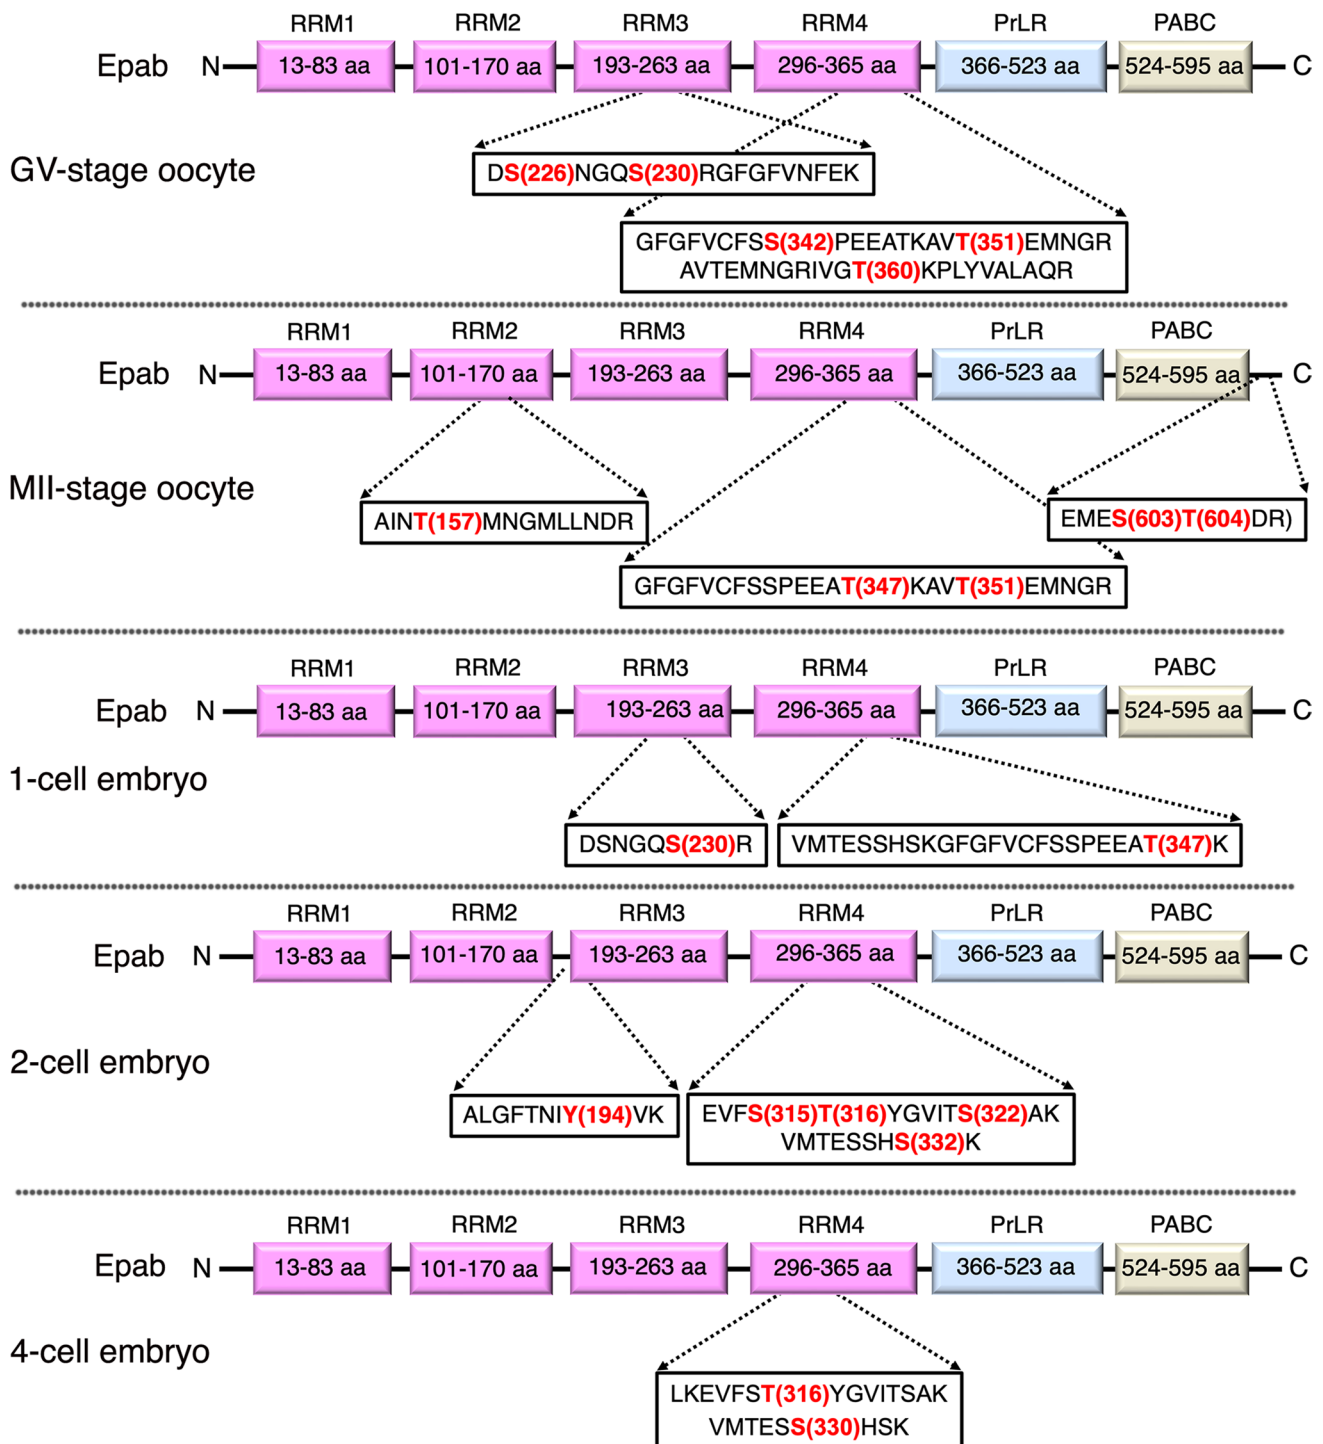 RRM1 RRM2 RRM3 RRM4 PrLR PABC
Epab N 13-83 aa 101-170 aa 193-263 aa 296-365 aa 366-523 aa 524-595 aa C
GV-stage oocyte
DS(226)NGQS(230)RGFGFVNFEK
GFGFVCFSSS(342)PEEATKAVT(351)EMNGR
AVTEMNGRIVGT(360)KPLYVALAQR
RRM1 RRM2 RRM3 RRM4 PrLR PABC
Epab N 13-83 aa 101-170 aa 193-263 aa 296-365 aa 366-523 aa 524-595 aa C
MII-stage oocyte
AINT(157)MNGMLLNDR
EMES(603)T(604)DR)
GFGFVCFSSPEEAT(347)KAVT(351)EMNGR
RRM1 RRM2 RRM3 RRM4 PrLR PABC
Epab N 13-83 aa 101-170 aa 193-263 aa 296-365 aa 366-523 aa 524-595 aa C
1-cell embryo
DSNGQS(230)R
VMTESSHSKGFGFVCFSSPEEAT(347)K
RRM1 RRM2 RRM3 RRM4 PrLR PABC
Epab N 13-83 aa 101-170 aa 193-263 aa 296-365 aa 366-523 aa 524-595 aa C
2-cell embryo
ALGFTNIY(194)VK
EVFS(315)T(316)YGVITS(322)AK
VMTESSHS(332)K
RRM1 RRM2 RRM3 RRM4 PrLR PABC
Epab N 13-83 aa 101-170 aa 193-263 aa 296-365 aa 366-523 aa 524-595 aa C
4-cell embryo
LKEVFST(316)YGVITSAK
VMTESS(330)HSK